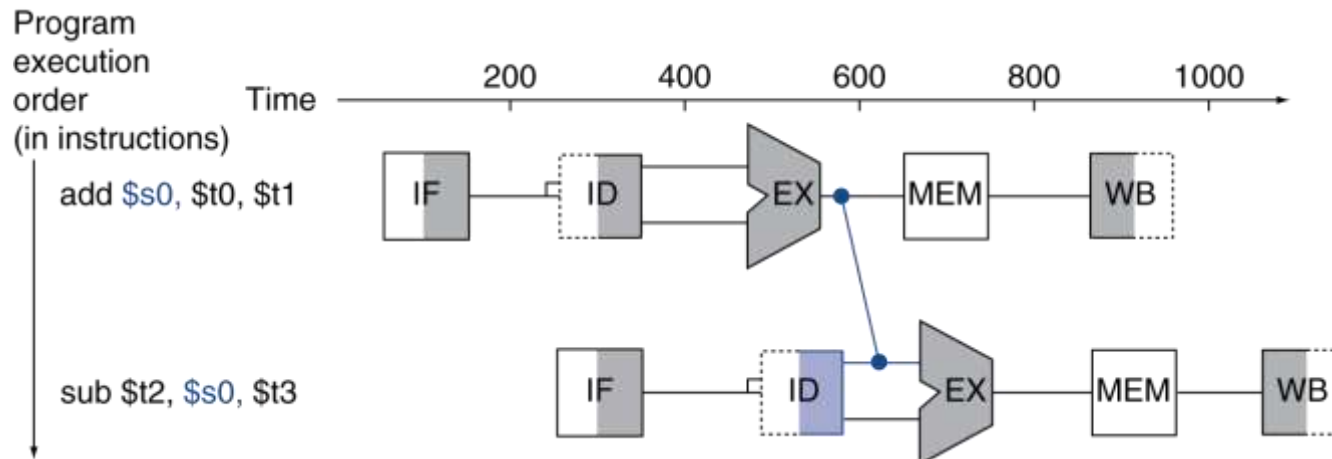 Program
execution
order
(in instructions)
Time
200 400 600 800 1000
add $s0, $t0, $t1
IF ID EX MEM WB
sub $t2, $s0, $t3
IF ID EX MEM WB